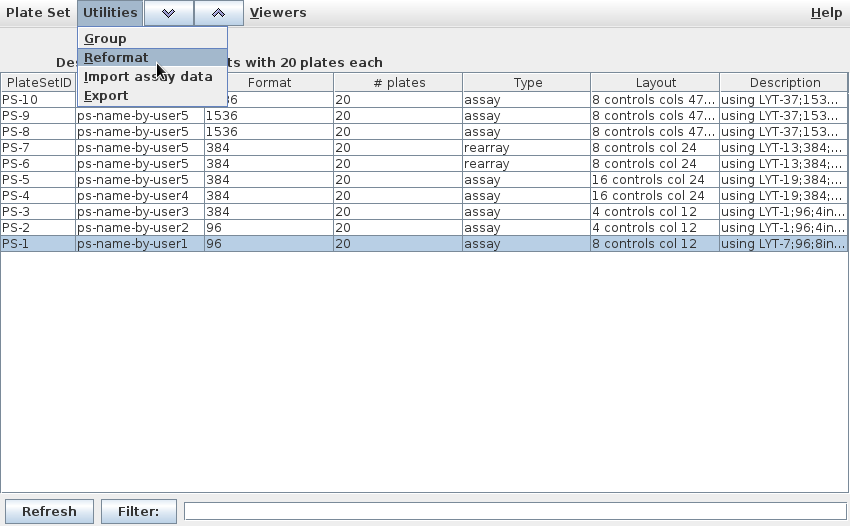 Plate Set Utilities Viewers Help
Group
Reformat
Import assay data
Export
ts with 20 plates each
PlateSetID Format # plates Type Layout Description
PS-10 20 assay 8 controls cols 47... using LYT-37;153...
PS-9 ps-name-by-user5 1536 20 assay 8 controls cols 47... using LYT-37;153...
PS-8 ps-name-by-user5 1536 20 assay 8 controls cols 47... using LYT-37;153...
PS-7 ps-name-by-user5 384 20 rearray 8 controls col 24 using LYT-13;384;...
PS-6 ps-name-by-user5 384 20 rearray 8 controls col 24 using LYT-13;384;...
PS-5 ps-name-by-user5 384 20 assay 16 controls col 24 using LYT-19;384;...
PS-4 ps-name-by-user4 384 20 assay 16 controls col 24 using LYT-19;384;...
PS-3 ps-name-by-user3 384 20 assay 4 controls col 12 using LYT-1;96;4in...
PS-2 ps-name-by-user2 96 20 assay 4 controls col 12 using LYT-1;96;4in...
PS-1 ps-name-by-user1 96 20 assay 8 controls col 12 using LYT-7;96;8in...
Refresh Filter: